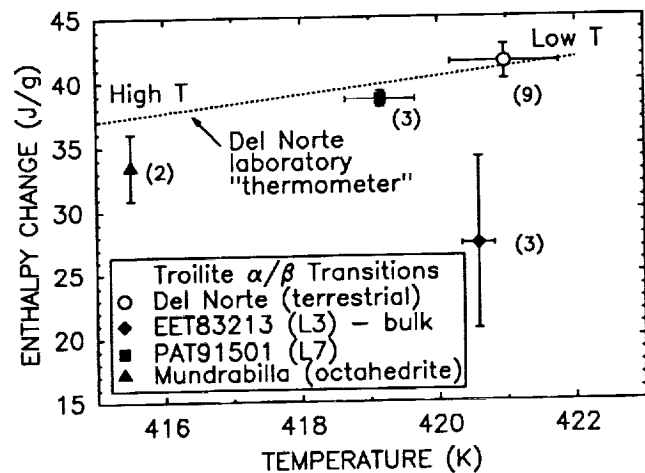 ENTHALPY CHANGE (J/g)
45
40
35
30
25
20
15
High T
Low T
(9)
(3)
(2)
(3)
Del Norte
laboratory
"thermometer"
Troilite α/β Transitions
Del Norte (terrestrial)
EET83213 (L3) – bulk
PAT91501 (L7)
Mundrabilla (octahedrite)
416
418
420
422
TEMPERATURE (K)